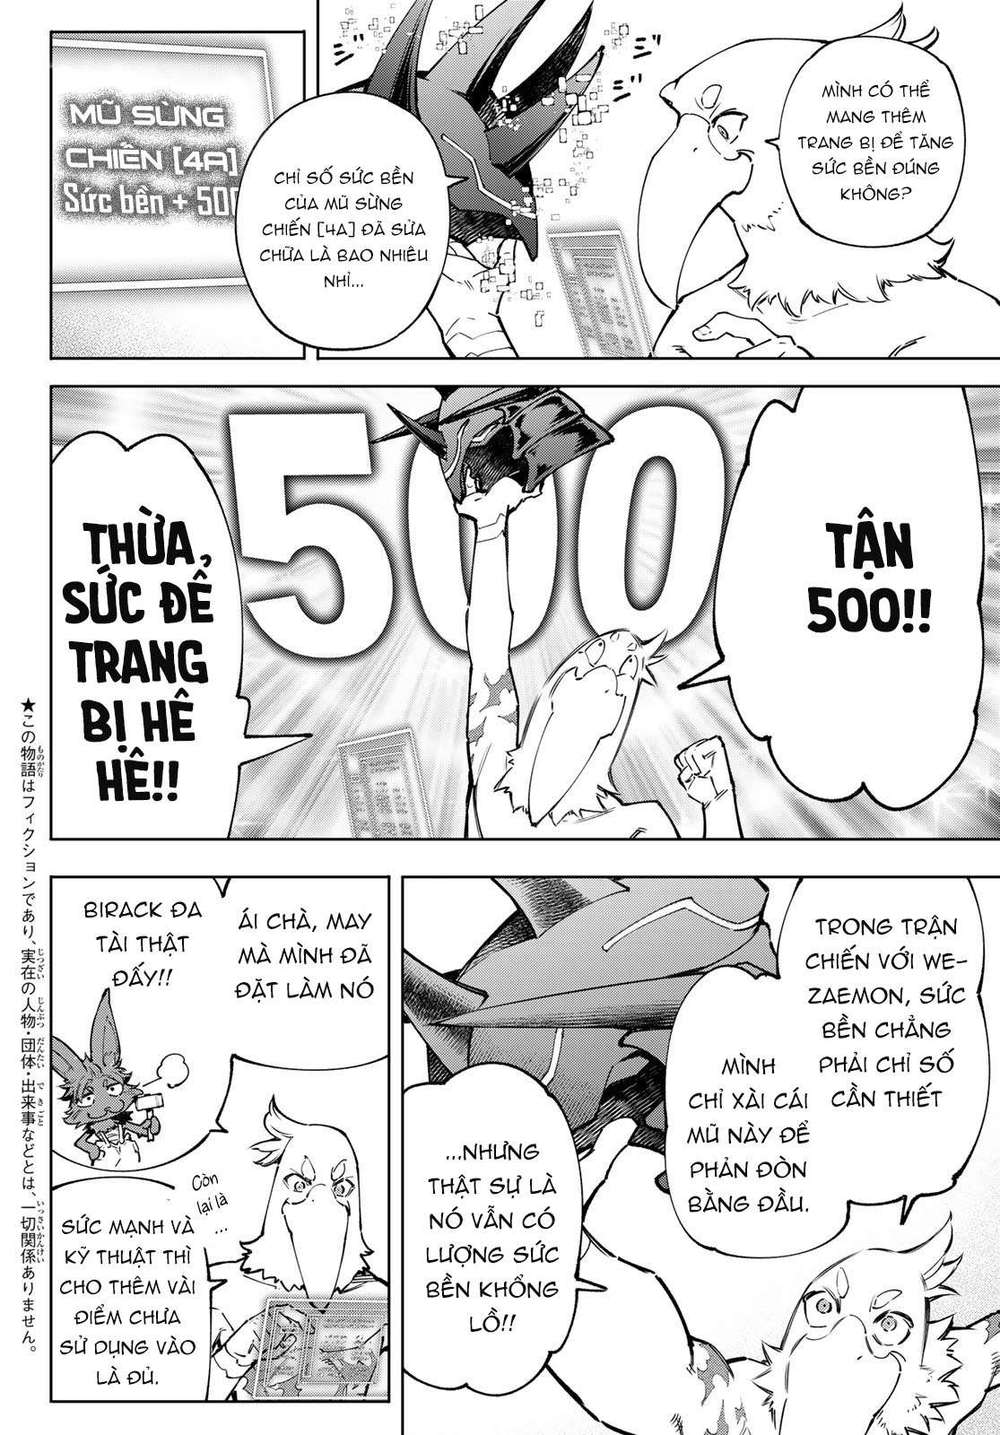 MÌNH CÓ THỂ
MANG THÊM
TRANG BỊ ĐỂ TĂNG
SỨC BỀN ĐÚNG
KHÔNG?
CHỈ SỐ SỨC BỀN
CỦA MŨ SỪNG
CHIẾN [4A] ĐÃ SỬA
CHỮA LÀ BAO NHIÊU
NHỈ...
MŨ SỪNG
CHIẾN [4A]
Sức bền + 500
TẬN
500!!
500
THỪA
SỨC ĐỂ
TRANG
BỊ HÊ
HÊ!!
TRONG TRẬN
CHIẾN VỚI WE-
ZAEMON, SỨC
BỀN CHẲNG
PHẢI CHỈ SỐ
CẦN THIẾT
MÌNH
CHỈ XÀI CÁI
MŨ NÀY ĐỂ
PHẢN ĐÒN
BẰNG ĐẦU.
...NHƯNG
THẬT SỰ LÀ
NÓ VẪN CÓ
LƯỢNG SỨC
BỀN KHỔNG
LỒ!!
ÁI CHÀ, MAY
MÀ MÌNH ĐÃ
ĐẶT LÀM NÓ
BIRACK ĐA
TÀI THẬT
ĐẤY!!
Còn
lại là
...
SỨC MẠNH VÀ
KỸ THUẬT THÌ
CHO THÊM VÀI
ĐIỂM CHƯA
SỬ DỤNG VÀO
LÀ ĐỦ.
★この物語はフィクションであり、実在の人物・団体・出来事などとは、一切関係ありません。